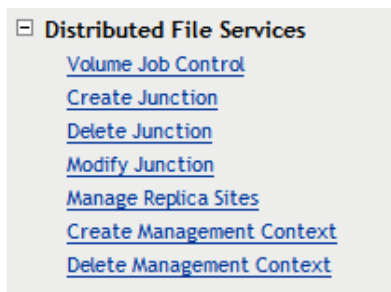 Distributed File Services
Volume Job Control
Create Junction
Delete Junction
Modify Junction
Manage Replica Sites
Create Management Context
Delete Management Context